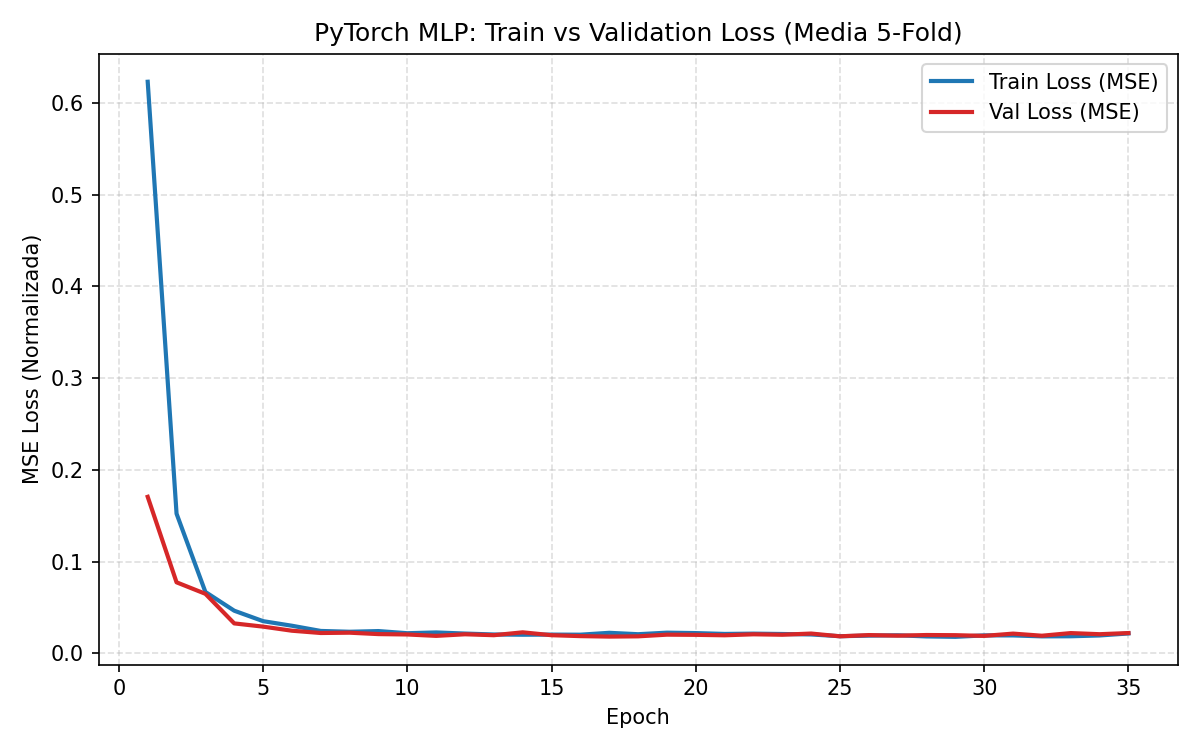 PyTorch MLP: Train vs Validation Loss (Media 5-Fold)
Train Loss (MSE)
Val Loss (MSE)
MSE Loss (Normalizada)
0.6
0.5
0.4
0.3
0.2
0.1
0.0
0 5 10 15 20 25 30 35
Epoch